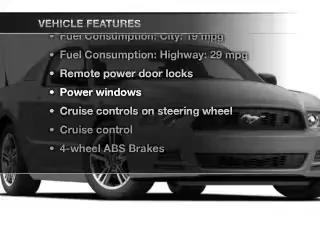 VEHICLE FEATURES
• Fuel Consumption: City: 19 mpg
• Fuel Consumption: Highway: 29 mpg
• Remote power door locks
• Power windows
• Cruise controls on steering wheel
• Cruise control
• 4-wheel ABS Brakes